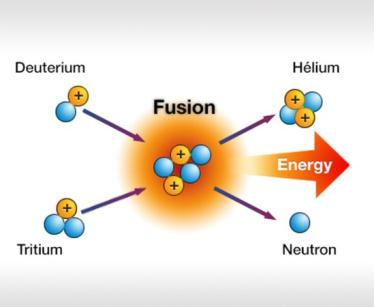 Deuterium
Hélium
+
Fusion
+
+
+
+
Energy
+
+
Tritium
Neutron